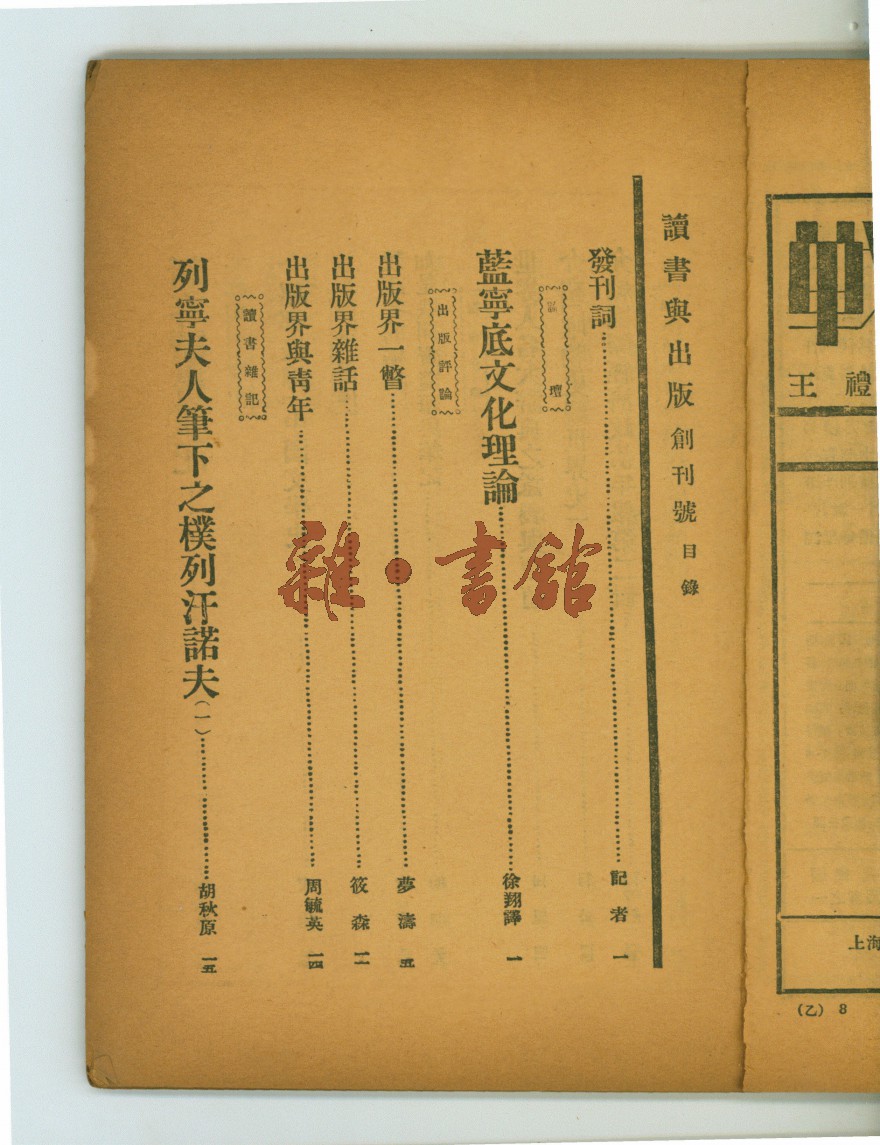 讀書與出版 創刊號 目錄
發刊詞……記者 一
論壇
藍寧底文化理論……徐翔譯 一
出版評論
出版界一瞥……夢濤 五
出版界雜話……筱森 一一
出版界與青年……周毓英 一四
讀書雜記
列寧夫人筆下之樸列汗諾夫(一)……胡秋原 一五
雜·書館
王禮
上海
(乙) 8